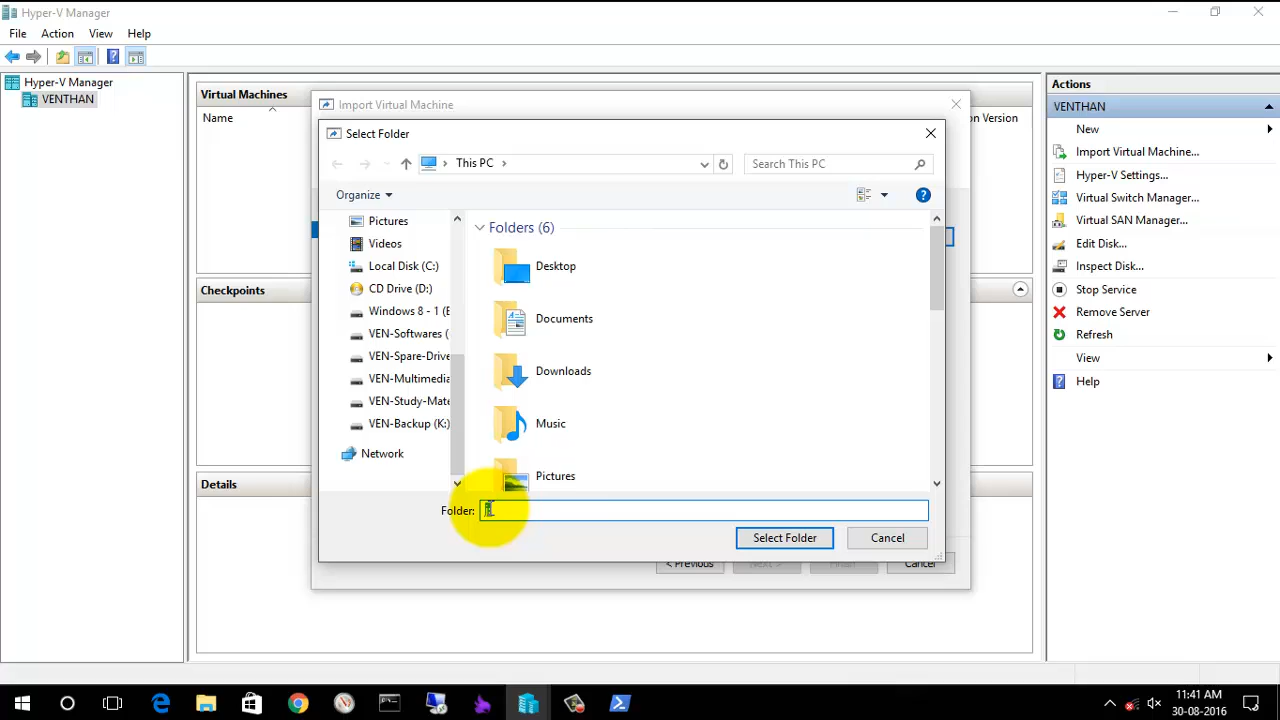 Hyper-V Manager
File Action View Help
Hyper-V Manager
VENTHAN
Virtual Machines
Name
on Version
Checkpoints
Details
Import Virtual Machine
Select Folder
This PC
Search This PC
Organize
Pictures
Videos
Local Disk (C:)
CD Drive (D:)
Windows 8 - 1 (E
VEN-Softwares (
VEN-Spare-Drive
VEN-Multimedia
VEN-Study-Mate
VEN-Backup (K:)
Network
Folders (6)
Desktop
Documents
Downloads
Music
Pictures
Folder:
Select Folder Cancel
< Previous Next > Finish Cancel
Actions
VENTHAN
New
Import Virtual Machine...
Hyper-V Settings...
Virtual Switch Manager...
Virtual SAN Manager...
Edit Disk...
Inspect Disk...
Stop Service
Remove Server
Refresh
View
Help
11:41 AM
30-08-2016